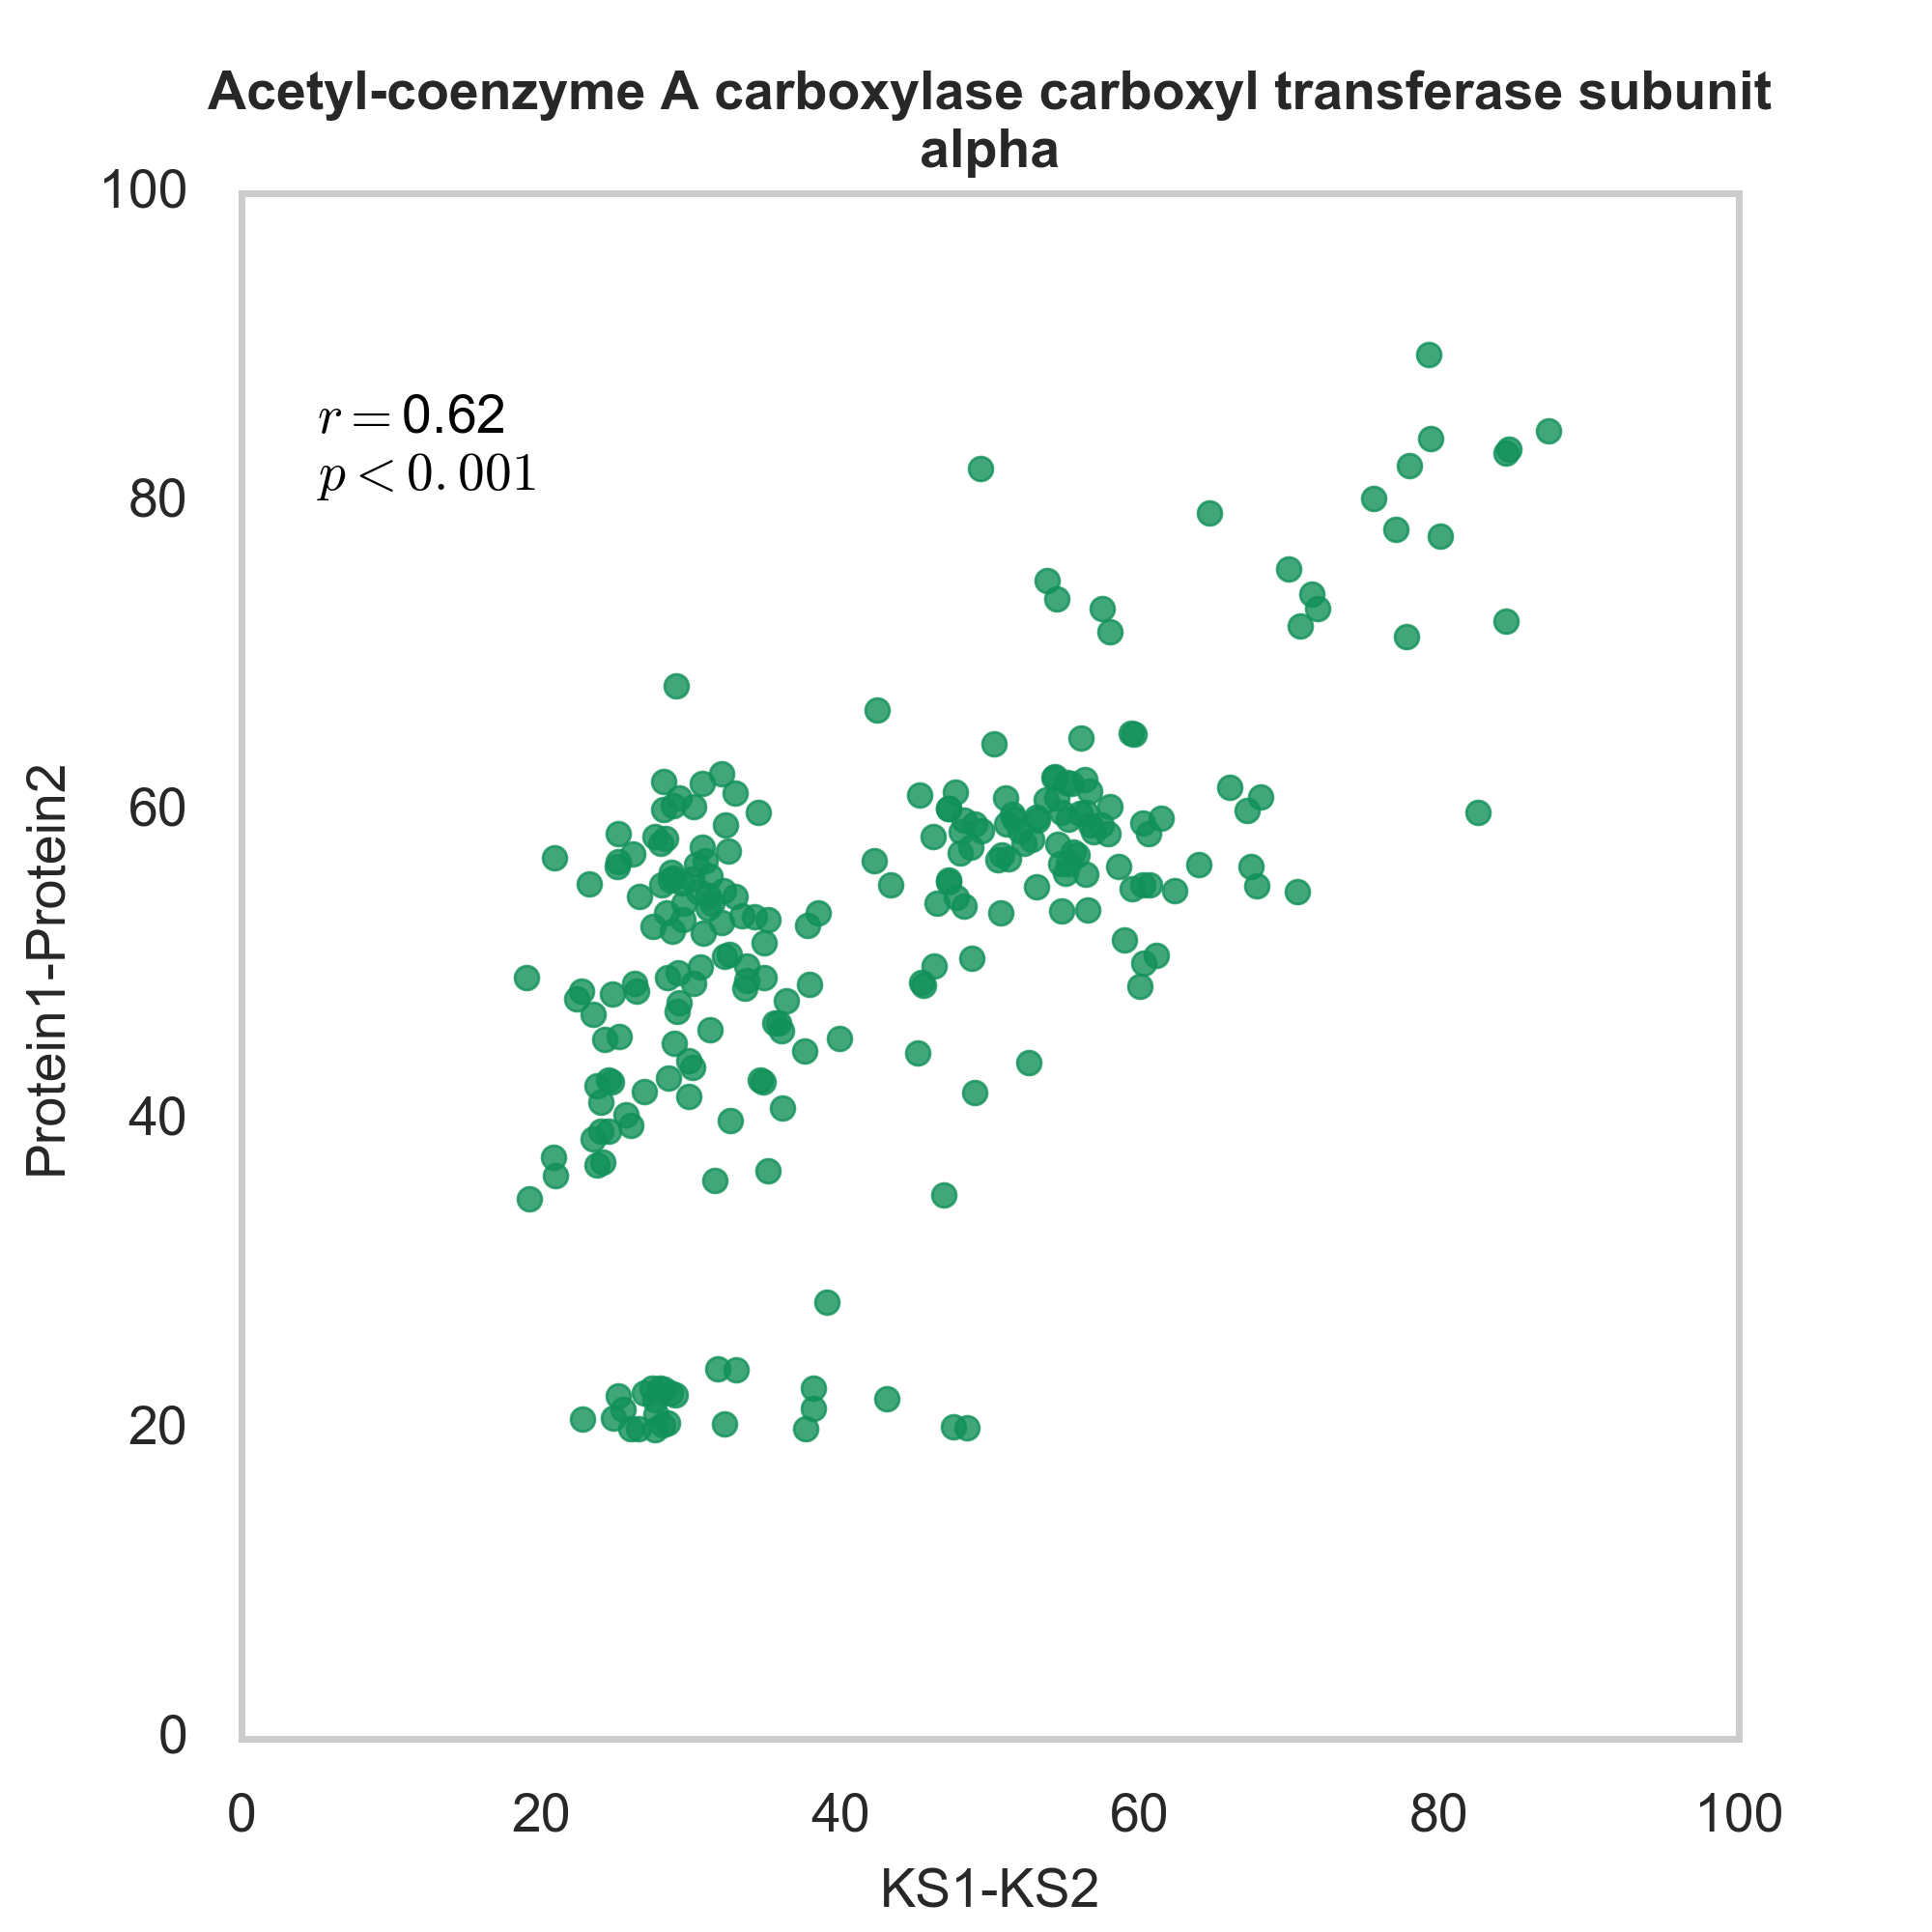 Acetyl-coenzyme A carboxylase carboxyl transferase subunit
alpha
100
r = 0.62
p < 0.001
80
60
40
20
0
Protein1-Protein2
0 20 40 60 80 100
KS1-KS2